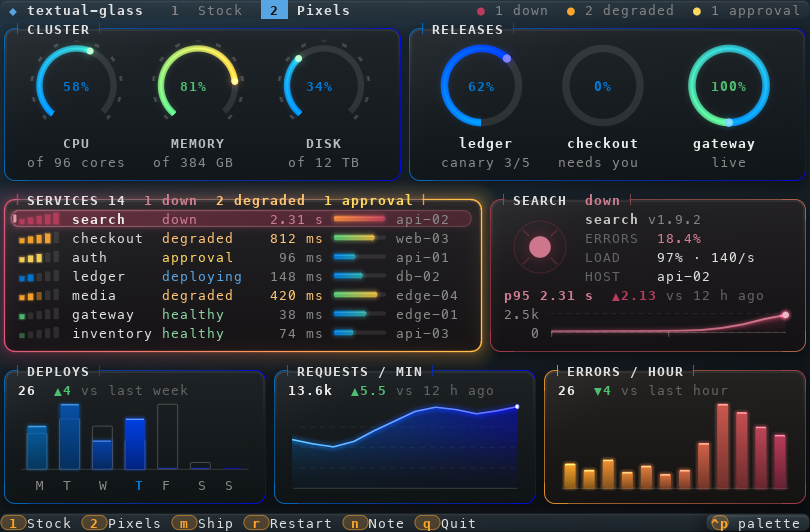 ◆ textual-glass 1 Stock 2 Pixels ● 1 down ● 2 degraded ● 1 approval
CLUSTER
58% 81% 34%
CPU MEMORY DISK
of 96 cores of 384 GB of 12 TB
RELEASES
62% 0% 100%
ledger checkout gateway
canary 3/5 needs you live
SERVICES 14 1 down 2 degraded 1 approval
search down 2.31 s api-02
checkout degraded 812 ms web-03
auth approval 96 ms api-01
ledger deploying 148 ms db-02
media degraded 420 ms edge-04
gateway healthy 38 ms edge-01
inventory healthy 74 ms api-03
SEARCH down
search v1.9.2
ERRORS 18.4%
LOAD 97% · 140/s
HOST api-02
p95 2.31 s ▲2.13 vs 12 h ago
2.5k
0
DEPLOYS
26 ▲4 vs last week
M T W T F S S
REQUESTS / MIN
13.6k ▲5.5 vs 12 h ago
ERRORS / HOUR
26 ▼4 vs last hour
1 Stock 2 Pixels m Ship r Restart n Note q Quit ^p palette